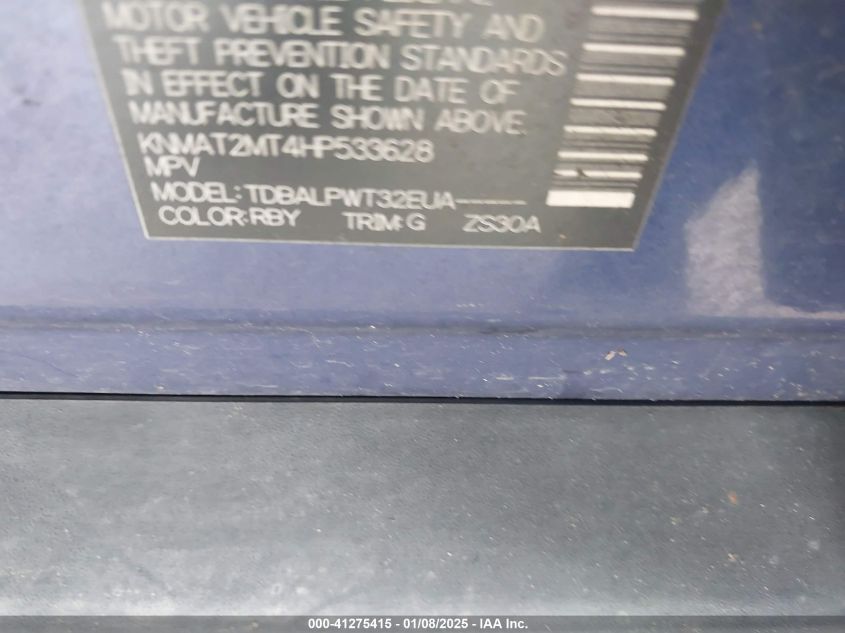 MOTOR VEHICLE SAFETY AND
THEFT PREVENTION STANDARDS
IN EFFECT ON THE DATE OF
MANUFACTURE SHOWN ABOVE.
KNMAT2MT4HP533628
MPV
MODEL:TDBALPWT32EUA------
COLOR:RBY TRIM:G ZS30A
000-41275415 - 01/08/2025 - IAA Inc.